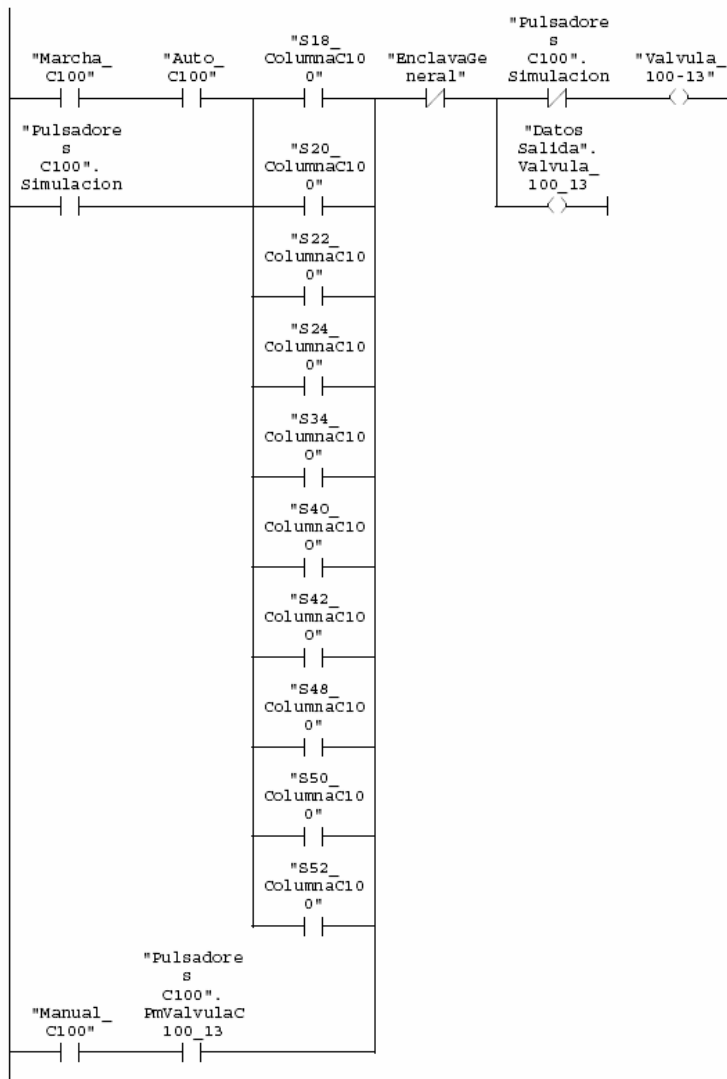 "Marcha_
C100"
"Auto_
C100"
"S18_
ColumnaC10
0"
"EnclavaGe
neral"
"Pulsadore
s
C100".
Simulacion
"Valvula_
100-13"
"Pulsadore
s
C100".
Simulacion
"S20_
ColumnaC10
0"
"Datos
Salida".
Valvula_
100_13
"S22_
ColumnaC10
0"
"S24_
ColumnaC10
0"
"S34_
ColumnaC10
0"
"S40_
ColumnaC10
0"
"S42_
ColumnaC10
0"
"S48_
ColumnaC10
0"
"S50_
ColumnaC10
0"
"S52_
ColumnaC10
0"
"Manual_
C100"
"Pulsadore
s
C100".
PmValvulaC
100_13